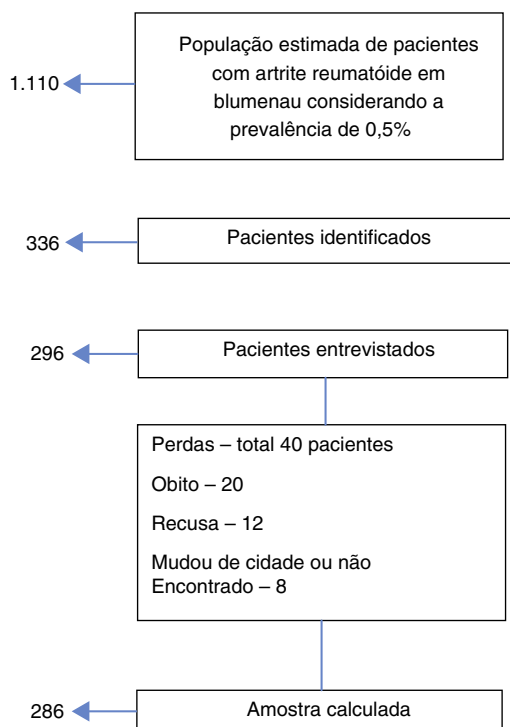 População estimada de pacientes
com artrite reumatóide em
blumenau considerando a
prevalência de 0,5%
1.110
Pacientes identificados
336
Pacientes entrevistados
296
Perdas – total 40 pacientes
Obito – 20
Recusa – 12
Mudou de cidade ou não
Encontrado – 8
Amostra calculada
286